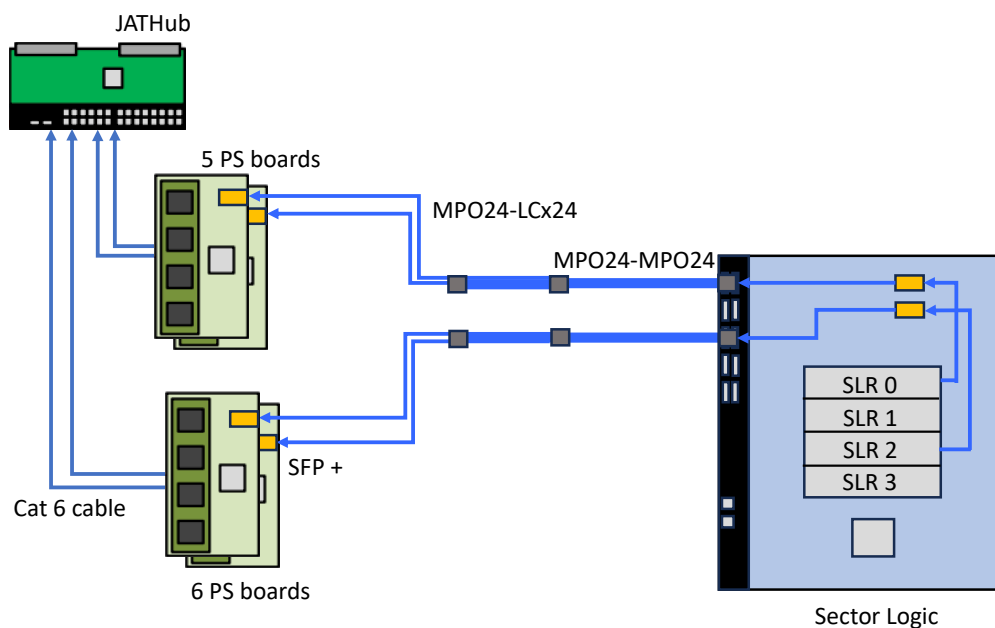 JATHub
5 PS boards
MPO24-LCx24
MPO24-MPO24
SLR 0
SLR 1
SLR 2
SLR 3
SFP +
Cat 6 cable
6 PS boards
Sector Logic